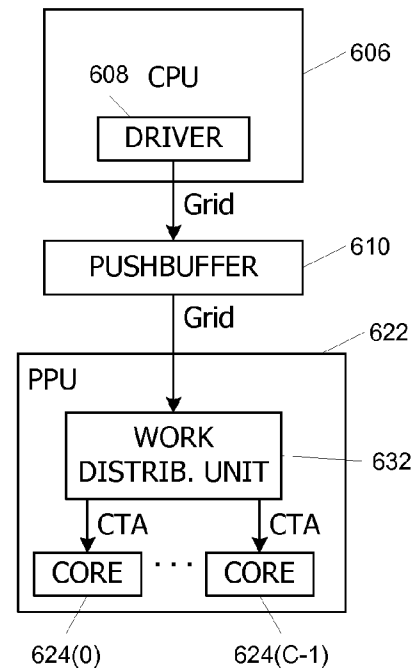 606
608
CPU
DRIVER
Grid
PUSHBUFFER
610
Grid
622
PPU
WORK
DISTRIB. UNIT
632
CTA
CTA
CORE
...
CORE
624(0)
624(C-1)